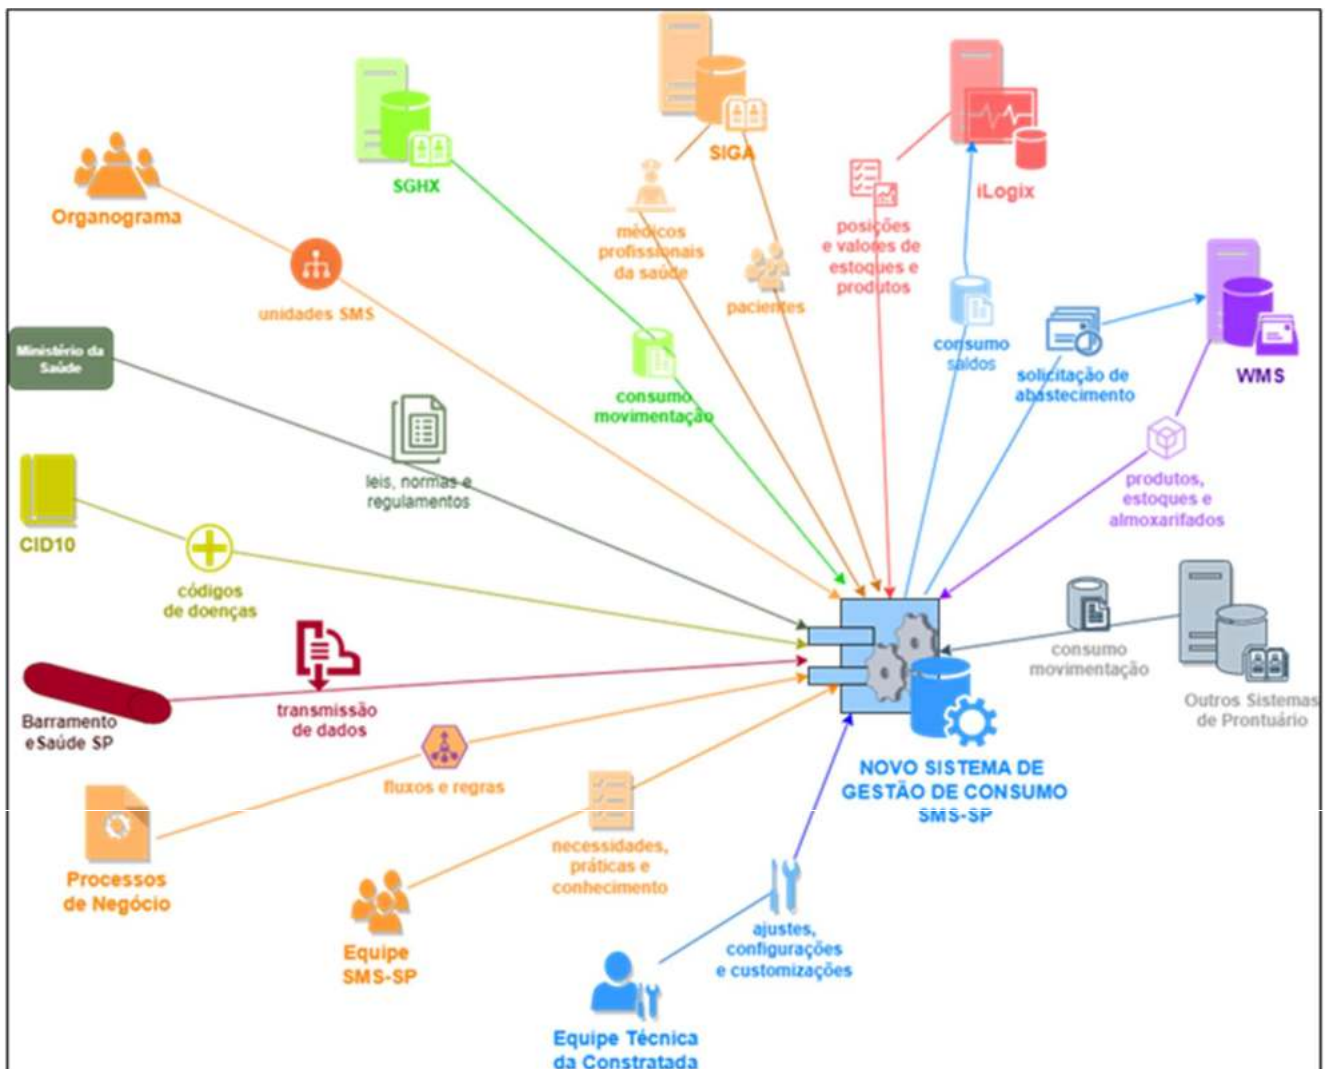 SIGA
SGHX
iLogix
Organograma
médicos
profissionais
da saúde
posições
e valores de
estoques e
produtos
pacientes
unidades SMS
consumo
saldos
solicitação de
abastecimento
WMS
Ministério da
Saúde
consumo
movimentação
leis, normas e
regulamentos
produtos,
estoques e
almoxarifados
CID10
códigos
de doenças
consumo
movimentação
Outros Sistemas
de Prontuário
Barramento
eSaúde SP
transmissão
de dados
fluxos e regras
NOVO SISTEMA DE
GESTÃO DE CONSUMO
SMS-SP
Processos
de Negócio
necessidades,
práticas e
conhecimento
Equipe
SMS-SP
ajustes,
configurações
e customizações
Equipe Técnica
da Constratada